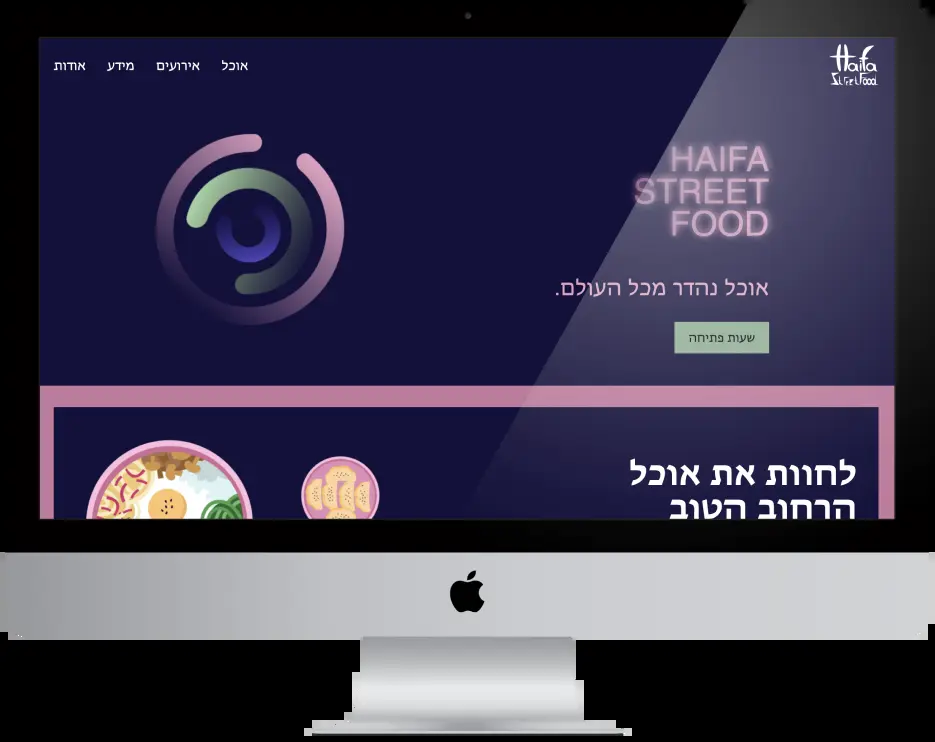 Haifa
Street Food
אוכל אירועים מידע אודות
HAIFA
STREET
FOOD
אוכל נהדר מכל העולם.
שעות פתיחה
לחוות את אוכל
הרחוב הטוב